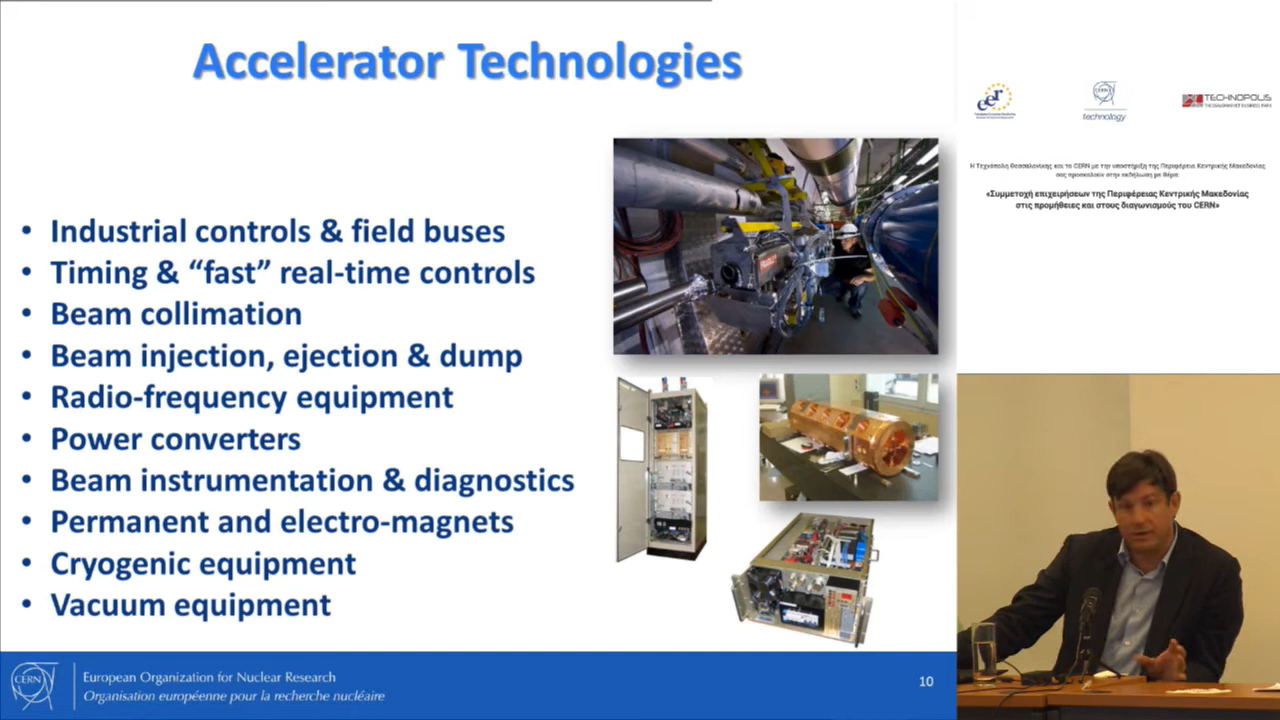 Accelerator Technologies
• Industrial controls & field buses
• Timing & “fast” real-time controls
• Beam collimation
• Beam injection, ejection & dump
• Radio-frequency equipment
• Power converters
• Beam instrumentation & diagnostics
• Permanent and electro-magnets
• Cryogenic equipment
• Vacuum equipment
CERN
European Organization for Nuclear Research
Organisation européenne pour la recherche nucléaire
10
eer
CERN
technology
TECHNOPOLIS
Η Τεχνόπολη Θεσσαλονίκης και το CERN με την υποστήριξη της Περιφέρεια Κεντρικής Μακεδονίας
σας προσκαλούν στην εκδήλωση με θέμα:
«Συμμετοχή επιχειρήσεων της Περιφέρειας Κεντρικής Μακεδονίας
στις προμήθειες και στους διαγωνισμούς του CERN»